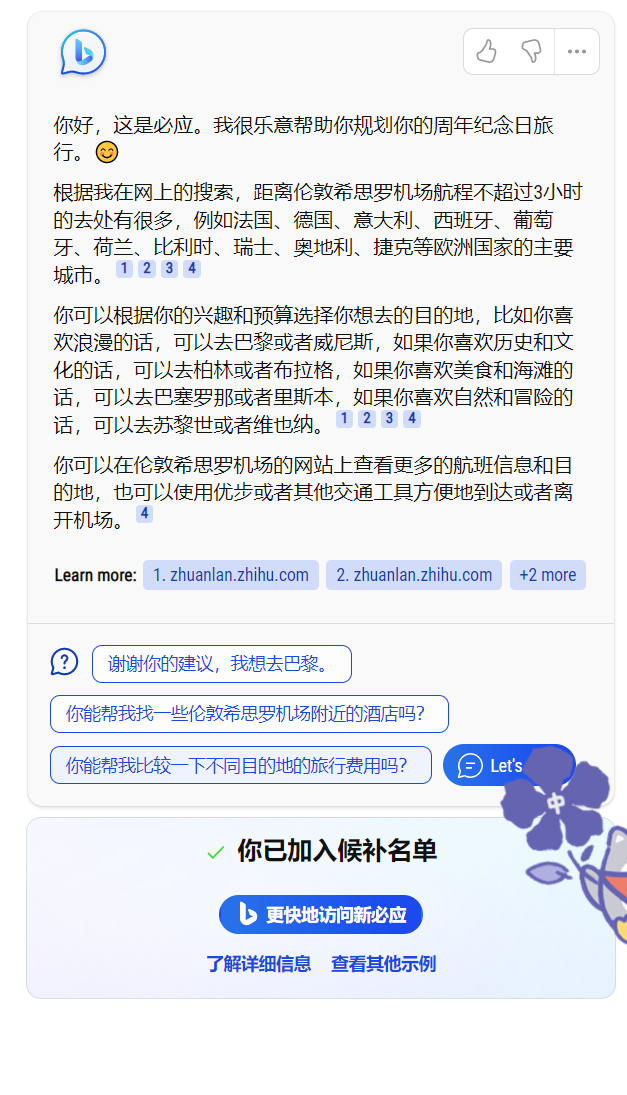 你好，这是必应。我很乐意帮助你规划你的周年纪念日旅
行。
根据我在网上的搜索，距离伦敦希思罗机场航程不超过3小时
的去处有很多，例如法国、德国、意大利、西班牙、葡萄
牙、荷兰、比利时、瑞士、奥地利、捷克等欧洲国家的主要
城市。 1 2 3 4
你可以根据你的兴趣和预算选择你想去的目的地，比如你喜
欢浪漫的话，可以去巴黎或者威尼斯，如果你喜欢历史和文
化的话，可以去柏林或者布拉格，如果你喜欢美食和海滩的
话，可以去巴塞罗那或者里斯本，如果你喜欢自然和冒险的
话，可以去苏黎世或者维也纳。 1 2 3 4
你可以在伦敦希思罗机场的网站上查看更多的航班信息和目
的地，也可以使用优步或者其他交通工具方便地到达或者离
开机场。 4
Learn more: 1. zhuanlan.zhihu.com 2. zhuanlan.zhihu.com +2 more
谢谢你的建议，我想去巴黎。
你能帮我找一些伦敦希思罗机场附近的酒店吗？
你能帮我比较一下不同目的地的旅行费用吗？ Let's
中
你已加入候补名单
更快地访问新必应
了解详细信息 查看其他示例